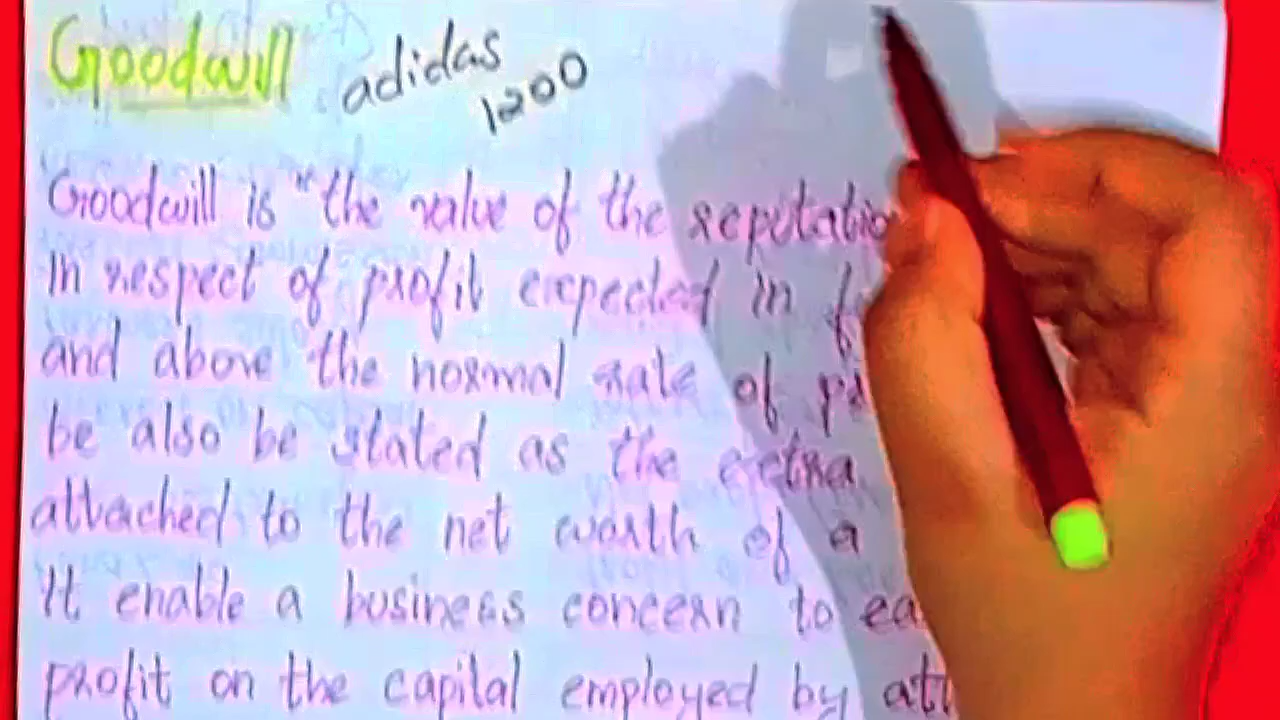 Goodwill adidas
1200
Goodwill is "the value of the reputatio
in respect of profit expected in
and above the normal rate of
be also be stated as the extra
attached to the net worth of a
It enable a business concern to ea
profit on the capital employed by att